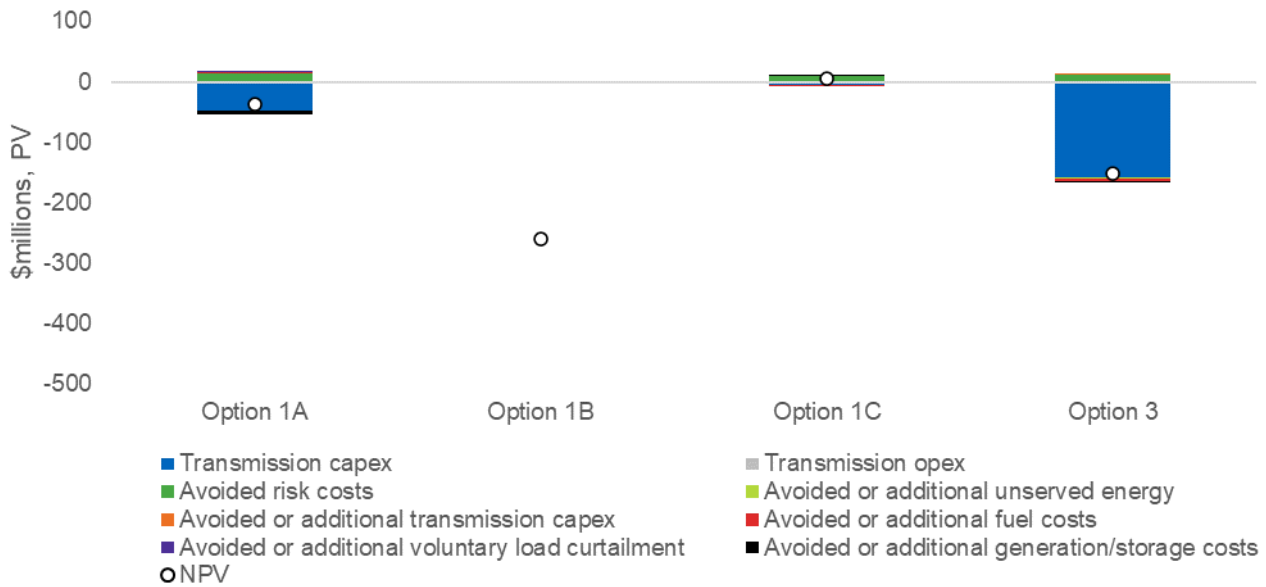 100
0
-100
-200
-300
-400
-500
$millions, PV
Option 1A
Option 1B
Option 1C
Option 3
Transmission capex
Transmission opex
Avoided risk costs
Avoided or additional unserved energy
Avoided or additional transmission capex
Avoided or additional fuel costs
Avoided or additional voluntary load curtailment
Avoided or additional generation/storage costs
NPV